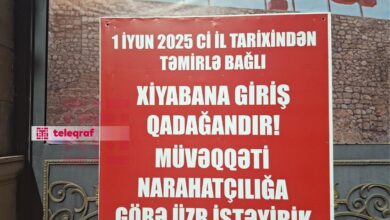 1 İYUN 2025 Cİ İL TARİXİNDƏN
TƏMİRLƏ BAĞLI
XİYABANA GİRİŞ
QADAĞANDIR!
teleqraf
MÜVƏQQƏTİ
NARAHATÇILIĞA
GÖRƏ ÜZR İSTƏYİRİK